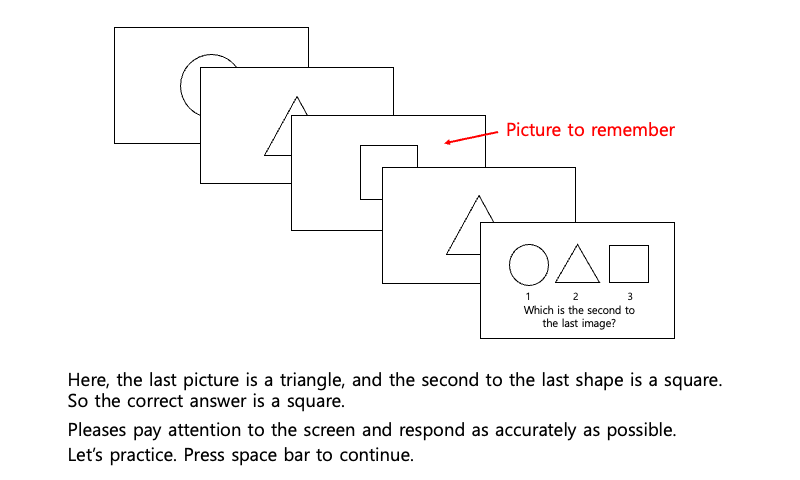 Picture to remember
1 2 3
Which is the second to
the last image?
Here, the last picture is a triangle, and the second to the last shape is a square.
So the correct answer is a square.
Pleases pay attention to the screen and respond as accurately as possible.
Let's practice. Press space bar to continue.